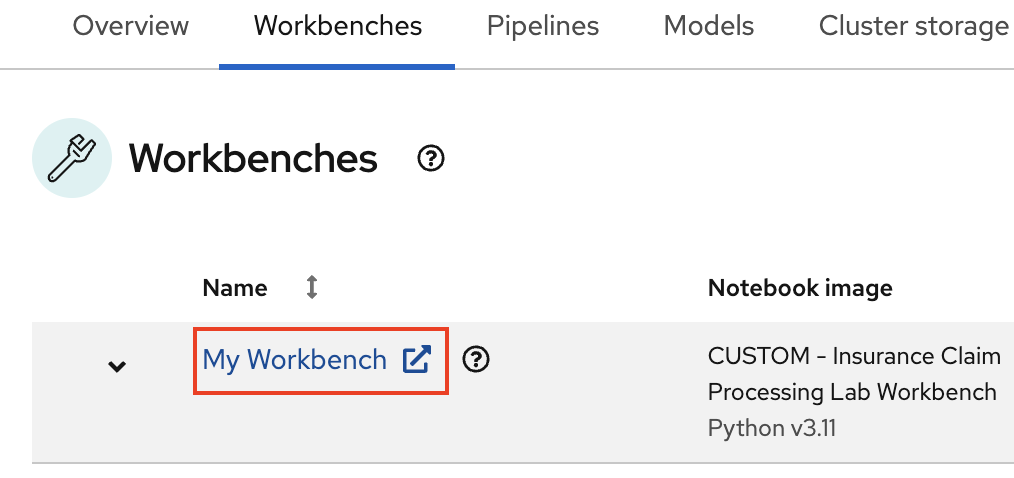 Overview Workbenches Pipelines Models Cluster storage
Workbenches
Name Notebook image
My Workbench CUSTOM - Insurance Claim
Processing Lab Workbench
Python v3.11